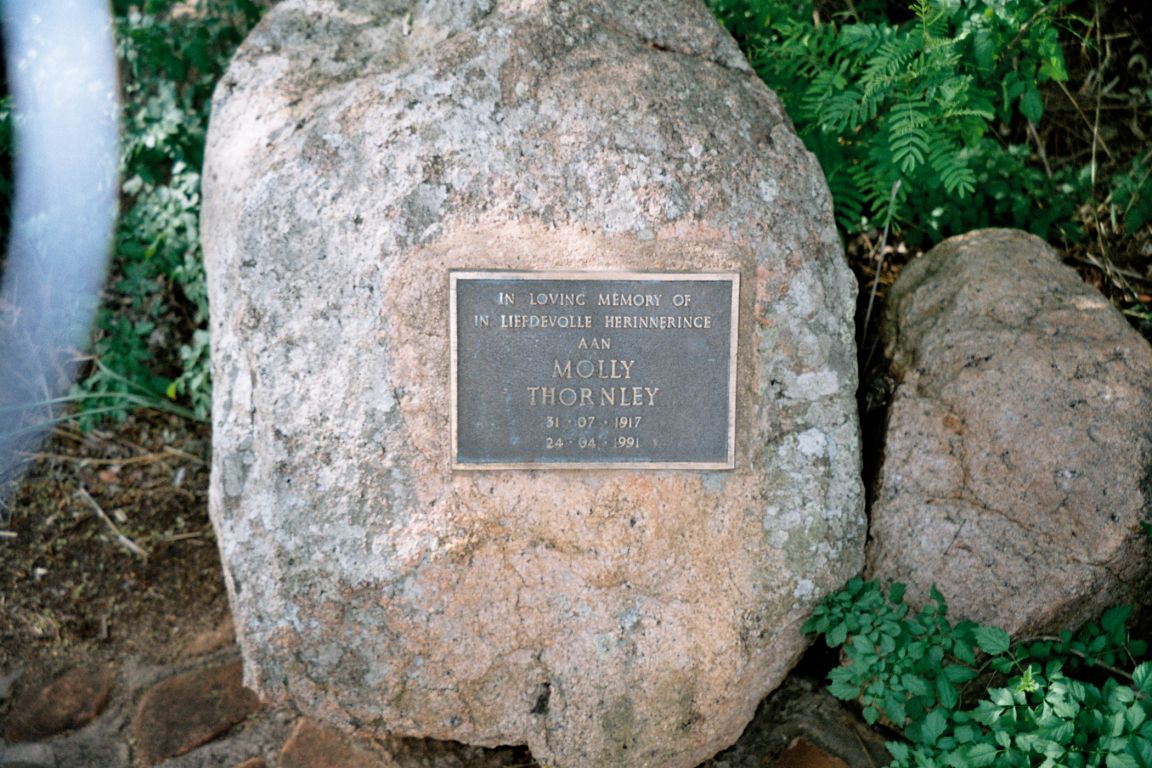 IN LOVING MEMORY OF
IN LIEFDEVOLLE HERINNERINGE
AAN
MOLLY
THORNLEY
31 · 07 · 1917
24 · 04 · 1991